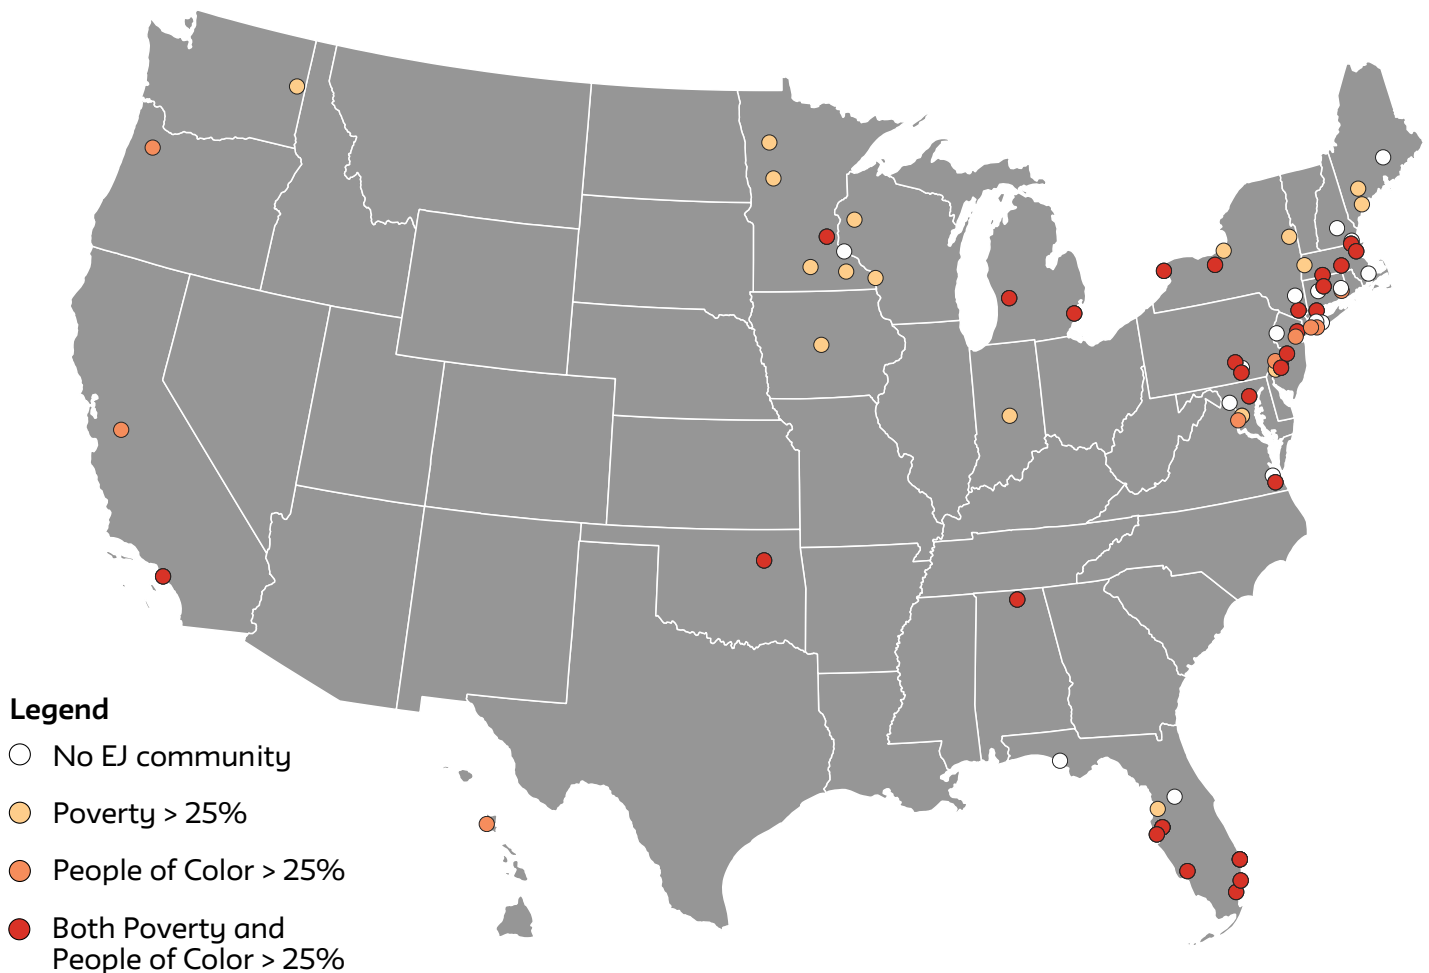 Legend
No EJ community
Poverty > 25%
People of Color > 25%
Both Poverty and
People of Color > 25%